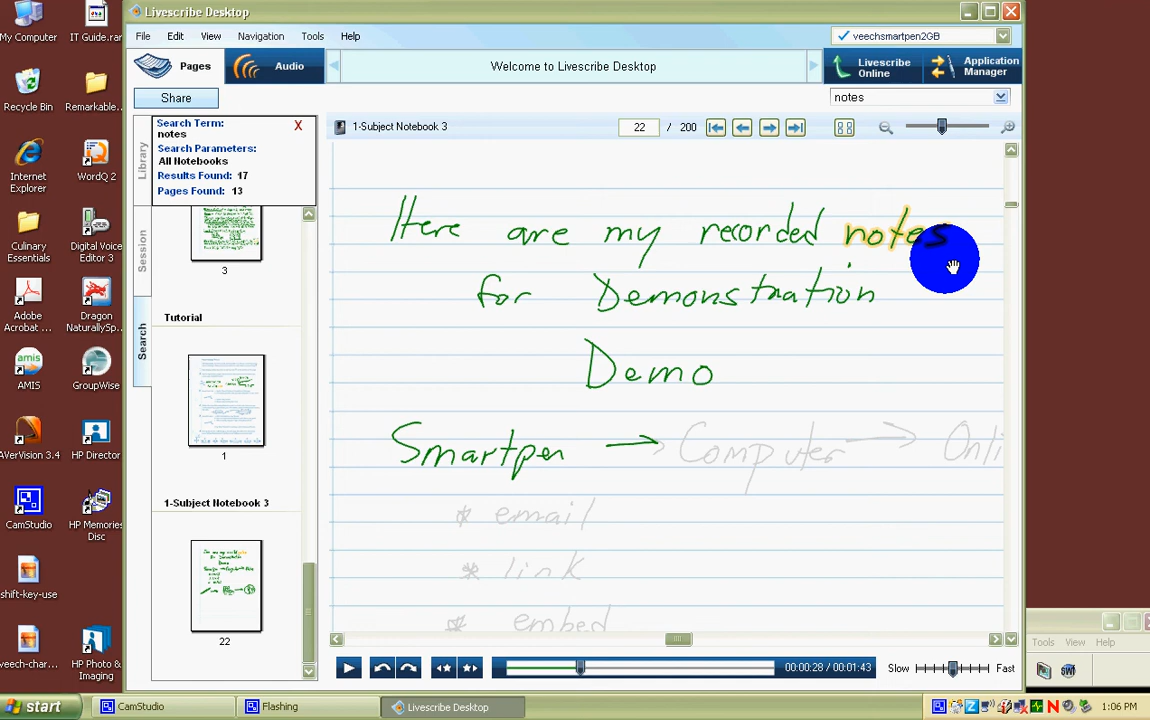 My Computer
IT Guide.rar
Recycle Bin
Remarkable...
Internet Explorer
WordQ 2
Culinary Essentials
Digital Voice Editor 3
Adobe Acrobat ...
Dragon NaturallySp...
AMIS
GroupWise
AVerVision 3.4
HP Director
CamStudio
HP Memories Disc
shift-key-use
veech-char...
HP Photo & Imaging
Livescribe Desktop
File Edit View Navigation Tools Help
veechsmartpen2GB
Pages
Audio
Welcome to Livescribe Desktop
Livescribe Online
Application Manager
Share
notes
Search Term:
notes
Search Parameters:
All Notebooks
Results Found: 17
Pages Found: 13
X
Library
Session
Search
3
Tutorial
1
1-Subject Notebook 3
22
1-Subject Notebook 3
22 / 200
Here are my recorded notes
for Demonstration
Demo
Smartpen → Computer → Onli
* email
* link
* embed
00:00:28 / 00:01:43
Slow
Fast
Tools View Help
start
CamStudio
Flashing
Livescribe Desktop
1:06 PM